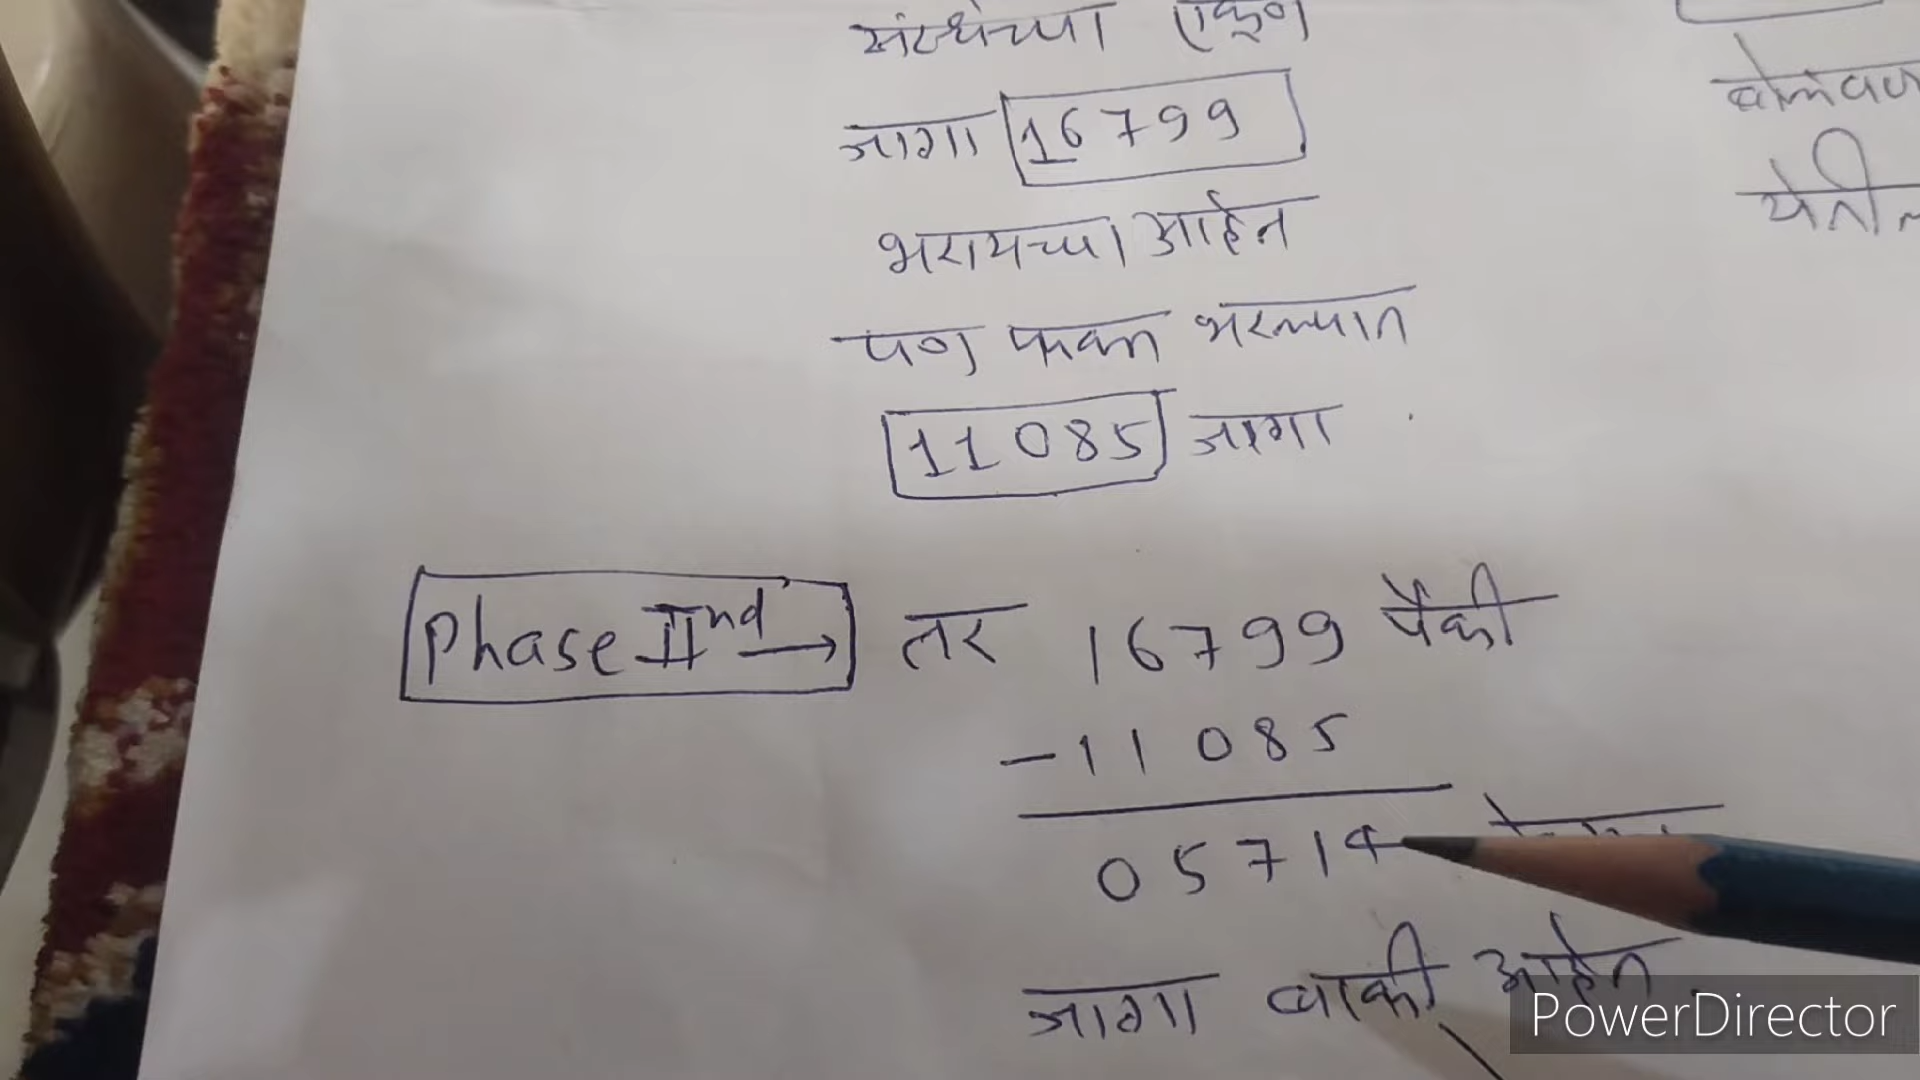 संस्थेच्या एकूण
जागा 16799
भरायच्या आहेत
पण फक्त भरल्यात
11085 जागा
Phase IInd → तर 16799 पैकी
-11085
05714
जागा बाकी आहेत
येतील
PowerDirector